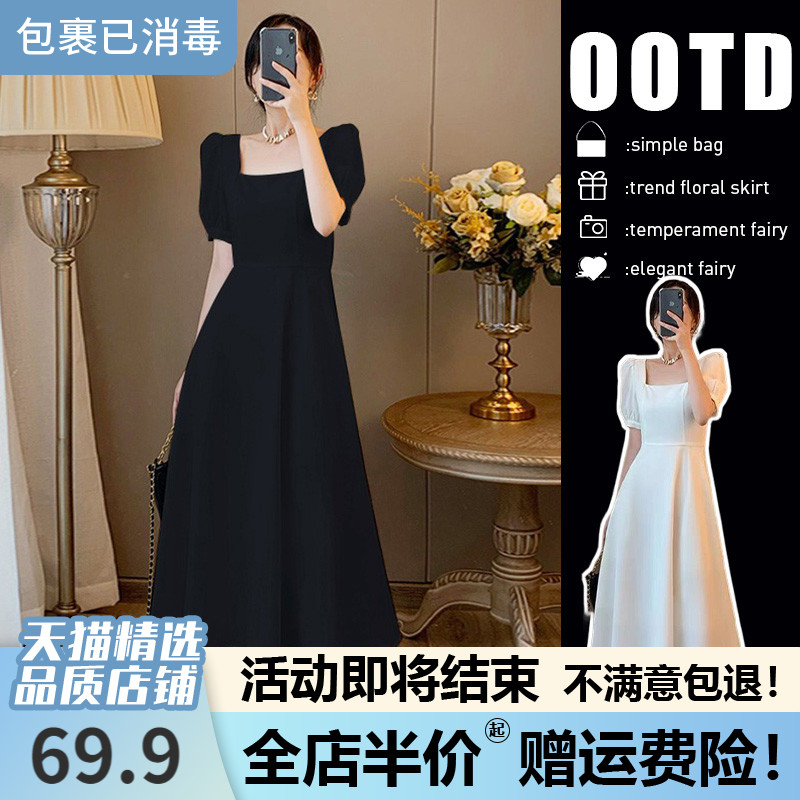 包裹已消毒
OOTD
:simple bag
:trend floral skirt
:temperament fairy
:elegant fairy
天猫精选
品质店铺
69.9
活动即将结束 不满意包退!
全店半价起 赠运费险!